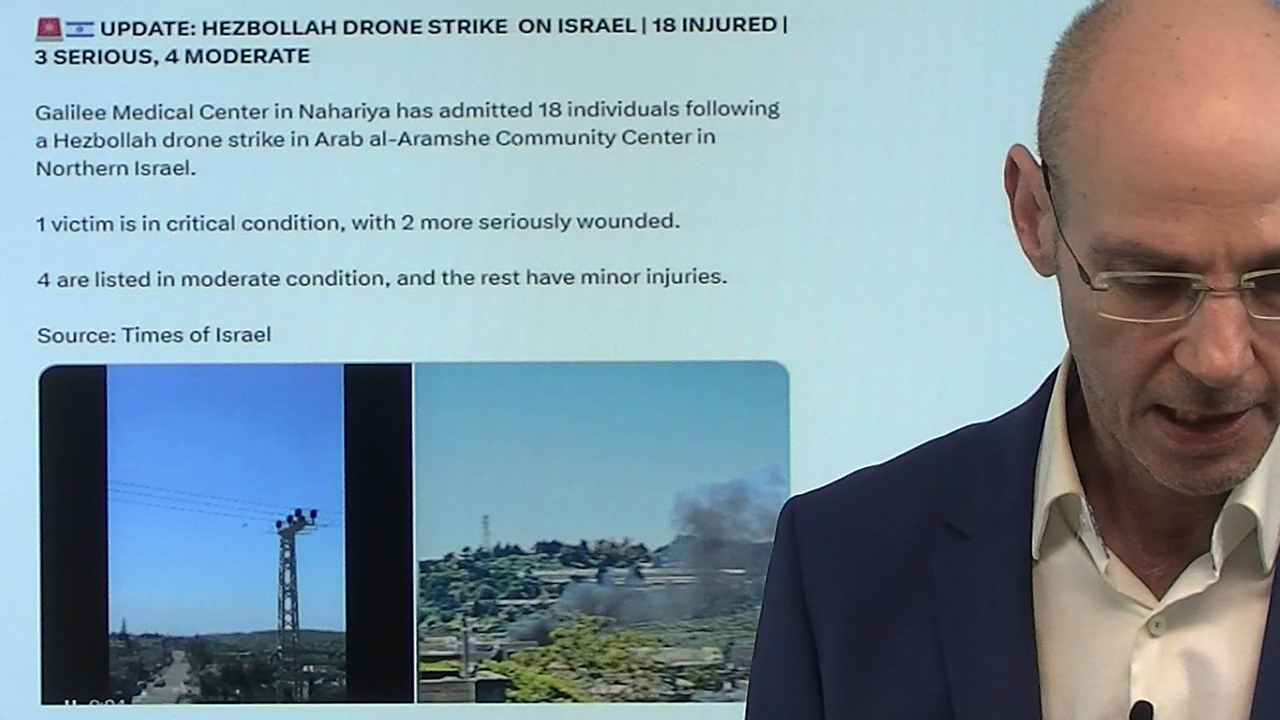 UPDATE: HEZBOLLAH DRONE STRIKE ON ISRAEL | 18 INJURED |
3 SERIOUS, 4 MODERATE
Galilee Medical Center in Nahariya has admitted 18 individuals following
a Hezbollah drone strike in Arab al-Aramshe Community Center in
Northern Israel.
1 victim is in critical condition, with 2 more seriously wounded.
4 are listed in moderate condition, and the rest have minor injuries.
Source: Times of Israel